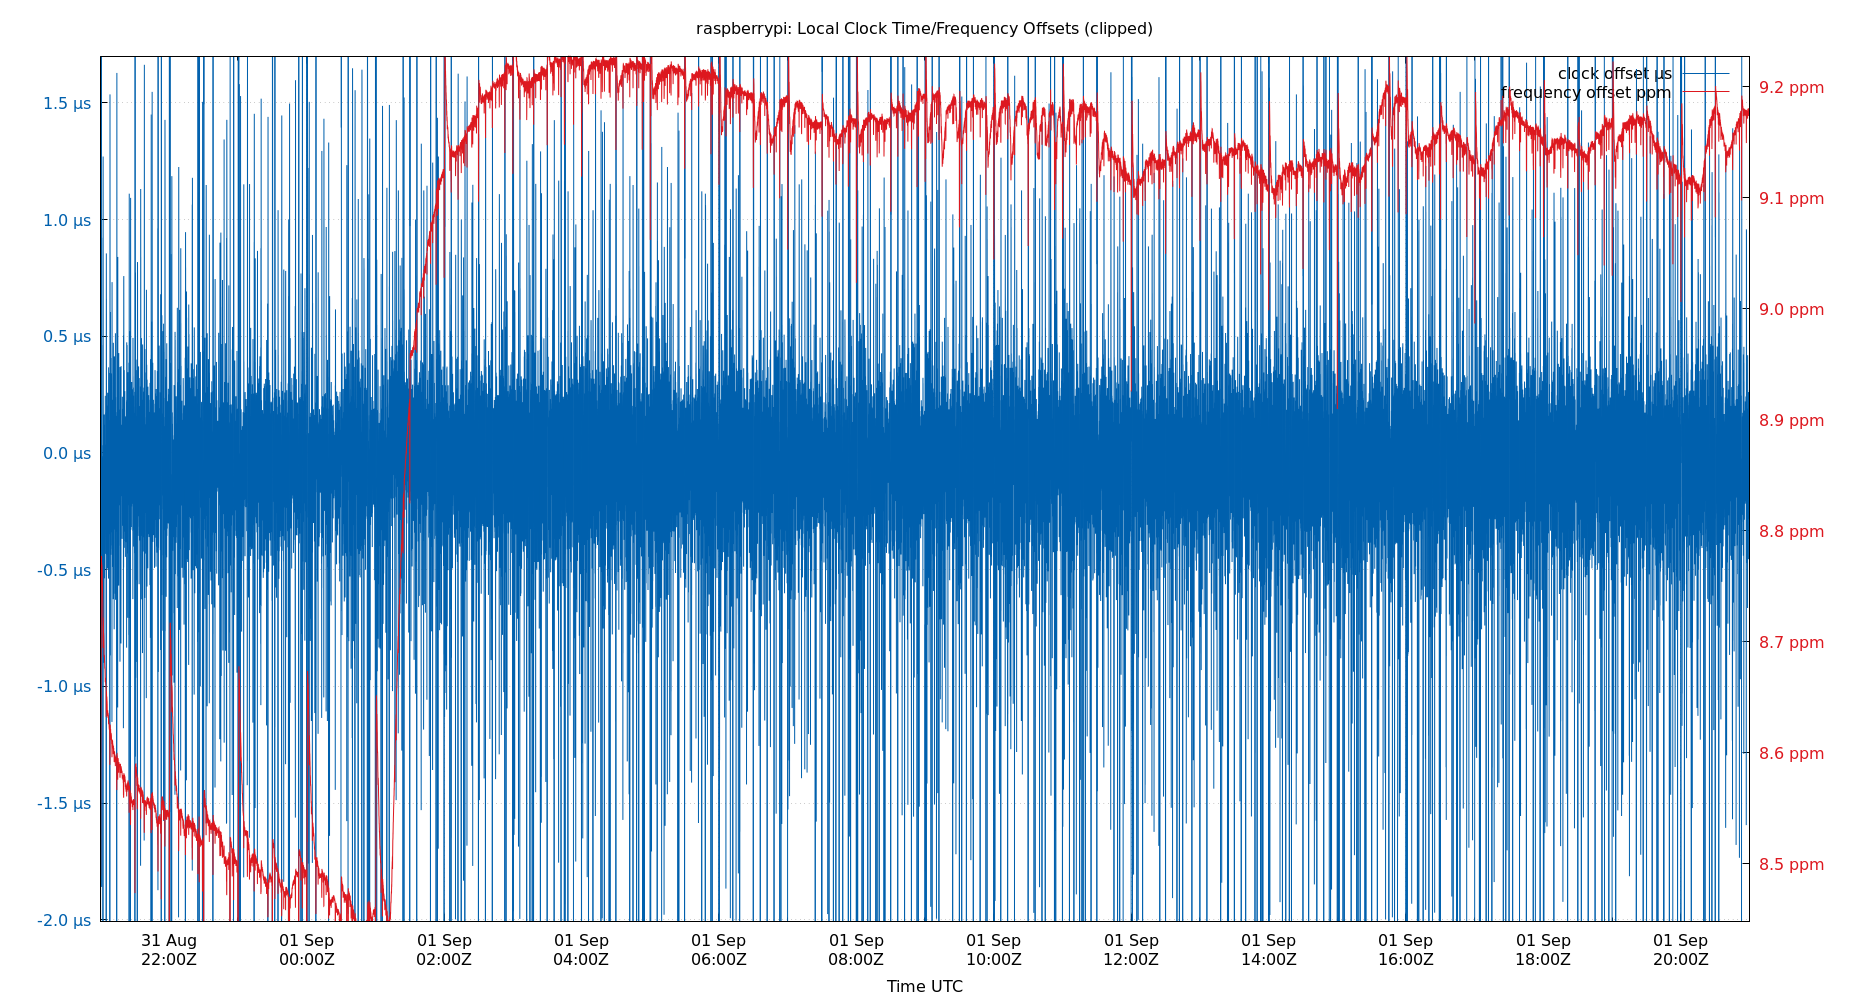 raspberrypi: Local Clock Time/Frequency Offsets (clipped)
clock offset µs
frequency offset ppm
1.5 µs
1.0 µs
0.5 µs
0.0 µs
-0.5 µs
-1.0 µs
-1.5 µs
-2.0 µs
9.2 ppm
9.1 ppm
9.0 ppm
8.9 ppm
8.8 ppm
8.7 ppm
8.6 ppm
8.5 ppm
31 Aug 01 Sep 01 Sep 01 Sep 01 Sep 01 Sep 01 Sep 01 Sep 01 Sep 01 Sep 01 Sep 01 Sep
22:00Z 00:00Z 02:00Z 04:00Z 06:00Z 08:00Z 10:00Z 12:00Z 14:00Z 16:00Z 18:00Z 20:00Z
Time UTC